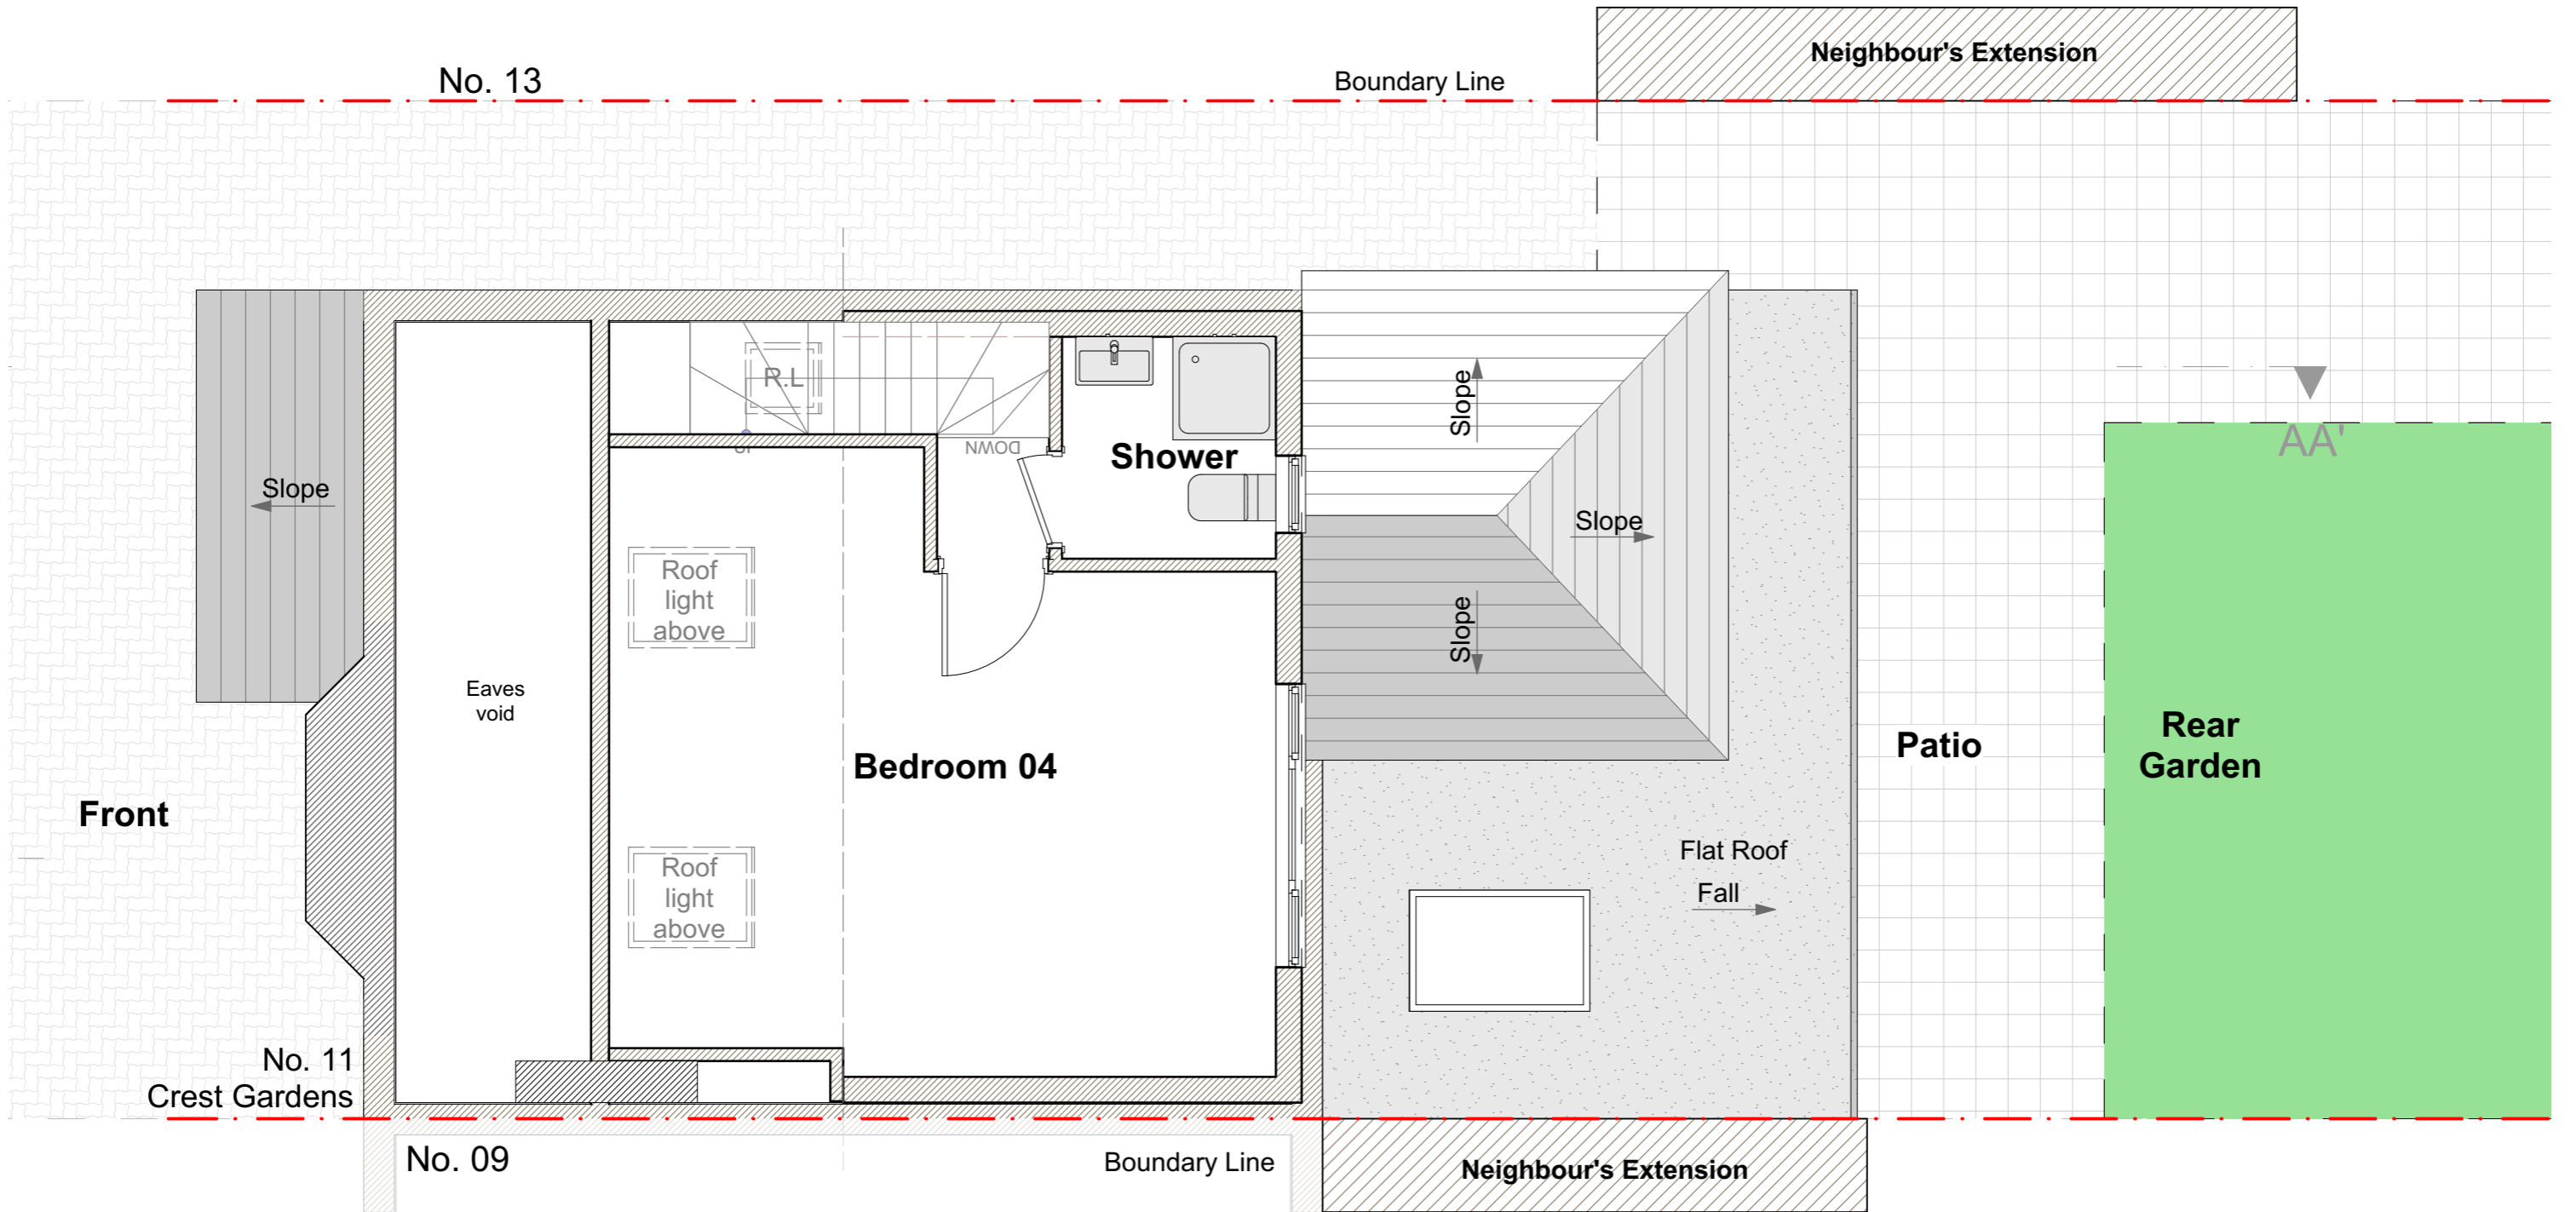 Neighbour's Extension
No. 13
Boundary Line
R.L
DOWN
Slope
AA'
Shower
Slope
Slope
Roof
light
above
Slope
Eaves
void
Rear
Garden
Patio
Bedroom 04
Front
Flat Roof
Fall
Roof
light
above
No. 11
Crest Gardens
No. 09
Boundary Line
Neighbour's Extension